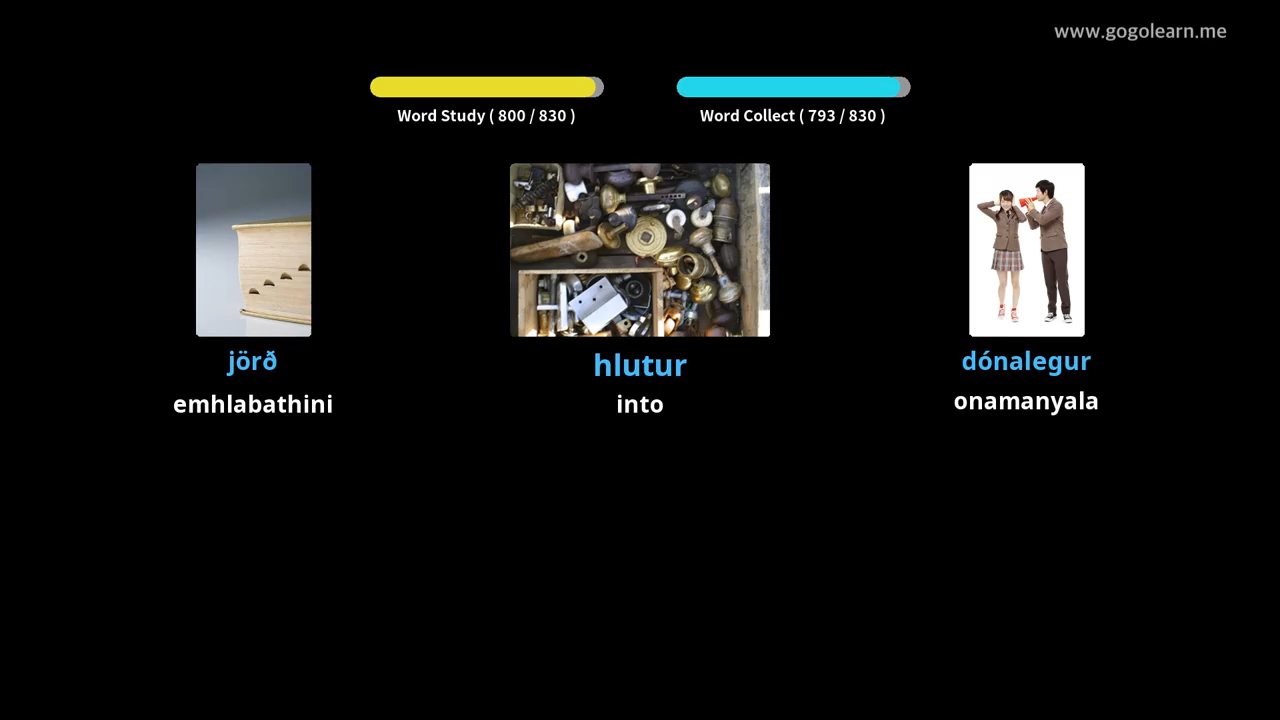 www.gogolearn.me
Word Study ( 800 / 830 )
Word Collect ( 793 / 830 )
jörð
hlutur
dónalegur
emhlabathini
into
onamanyala